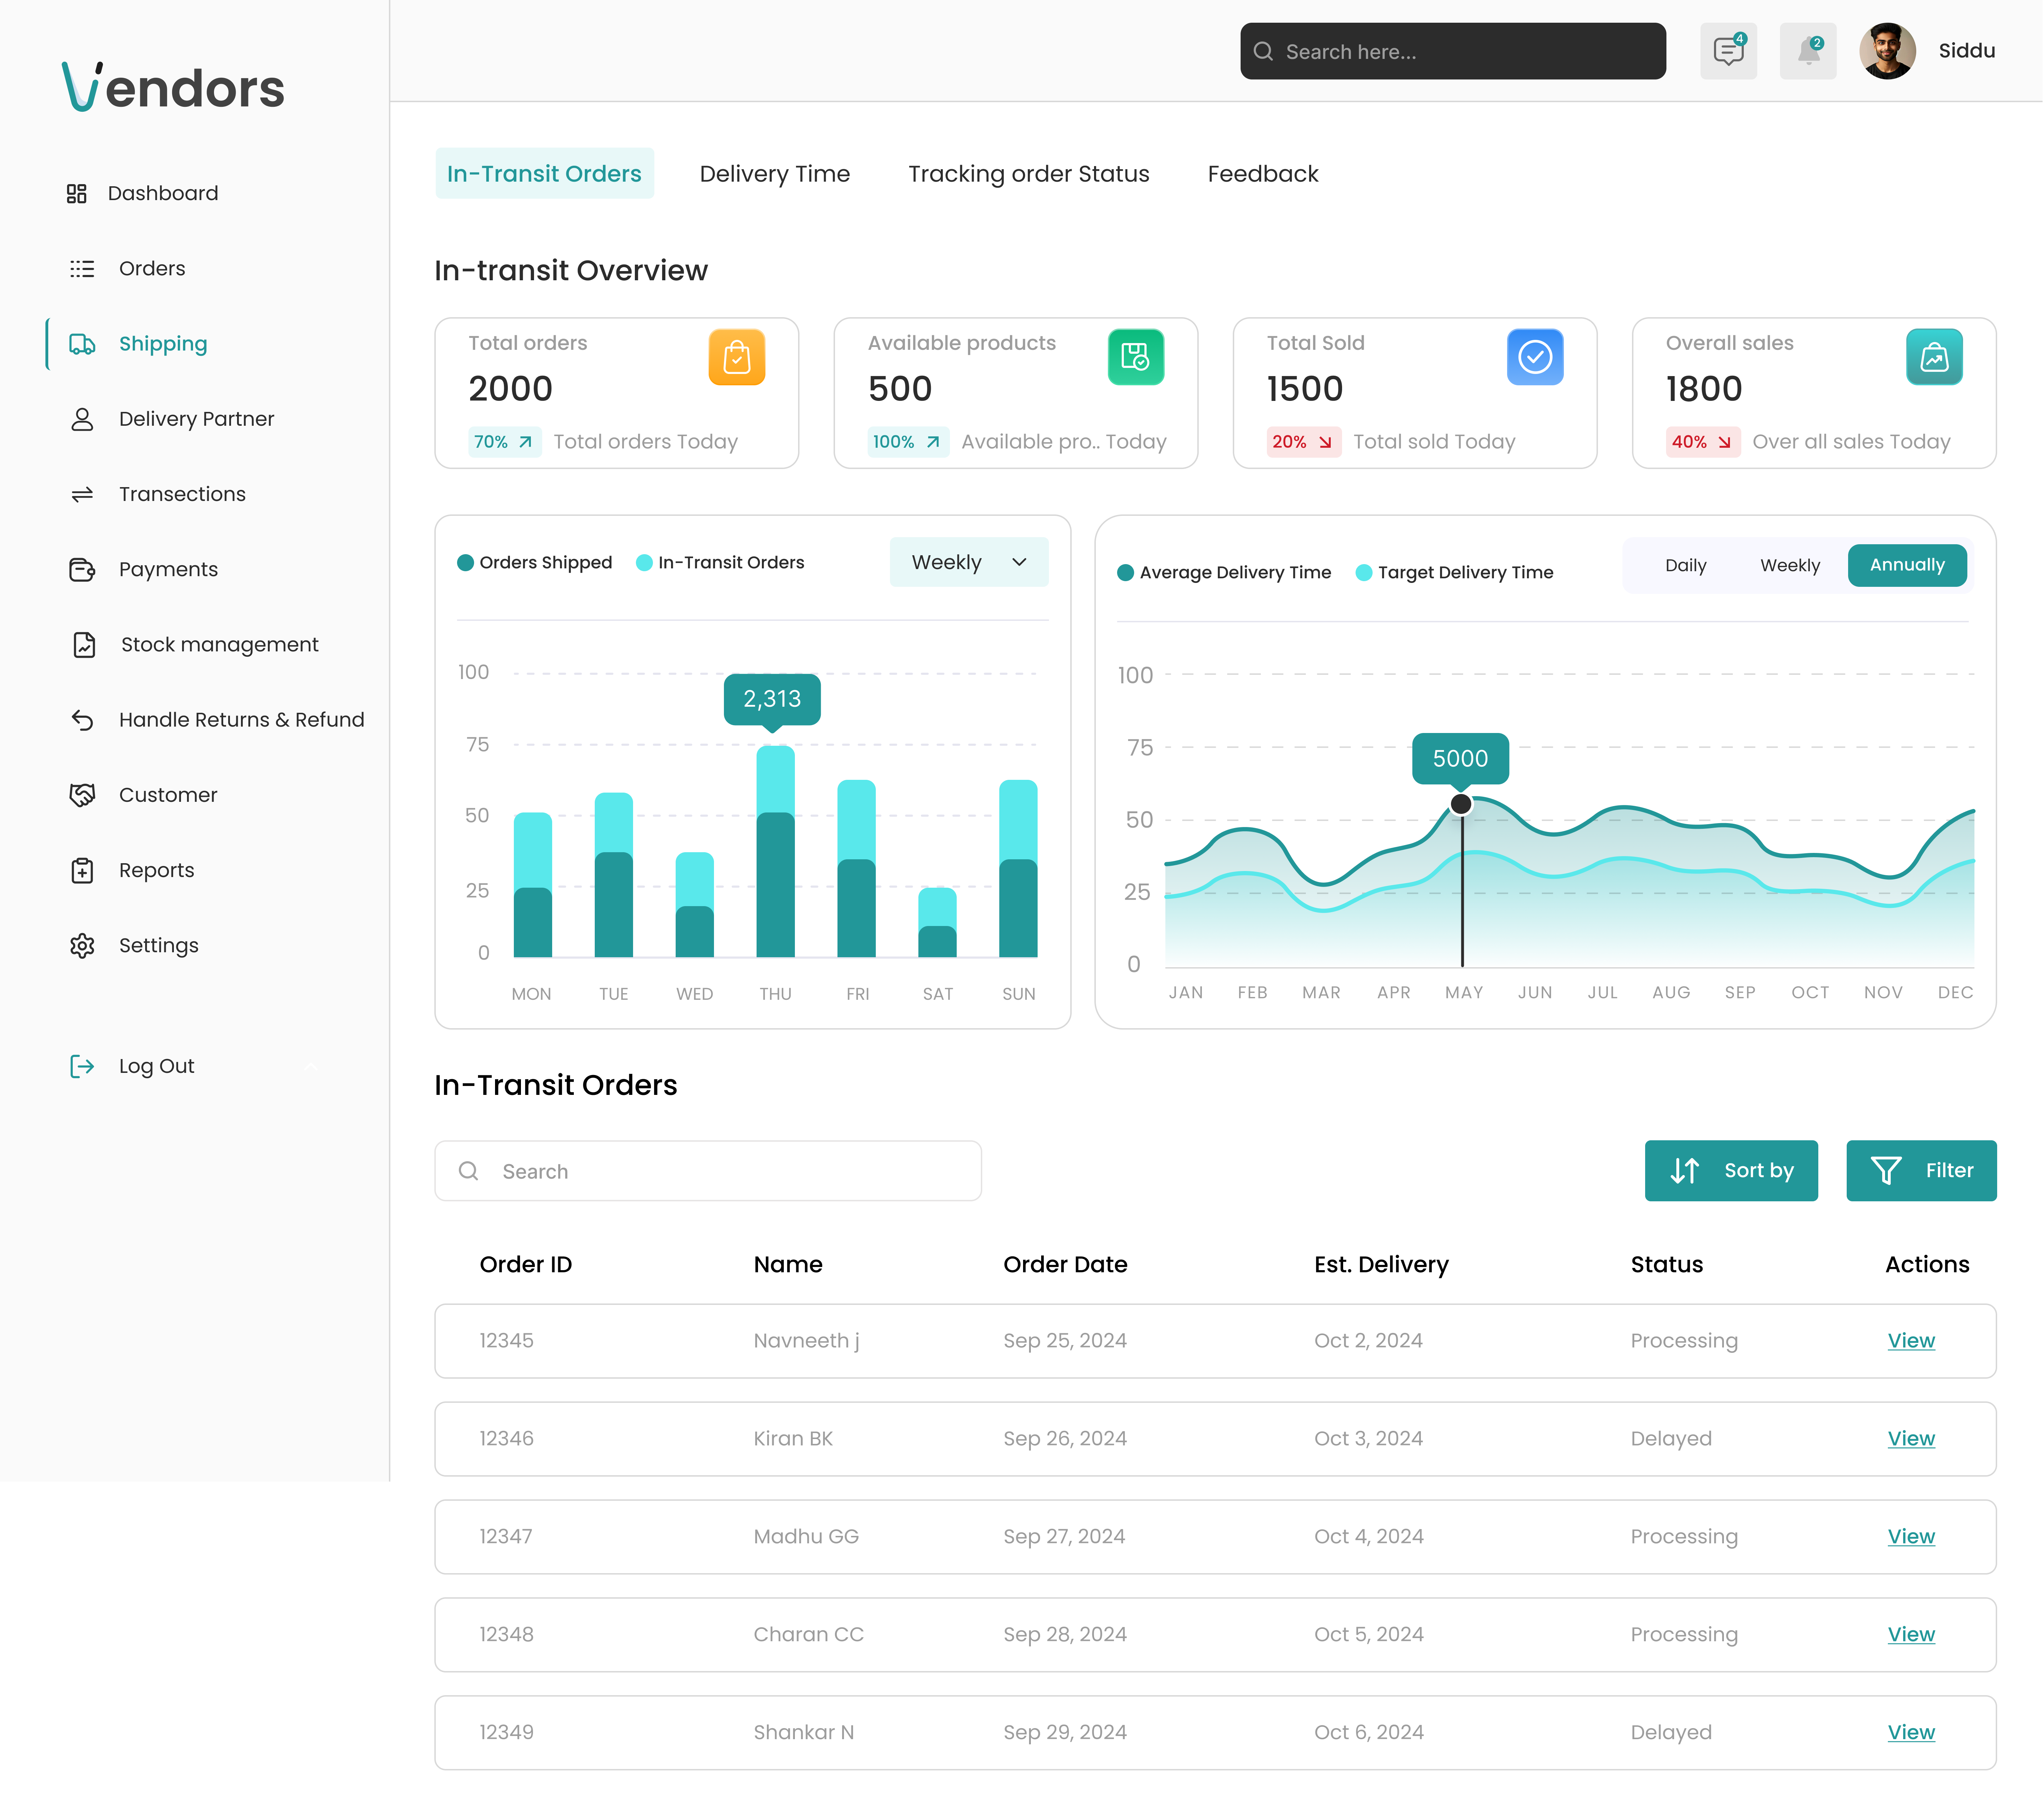 Vendors
Search here...
4
2
Siddu
Dashboard
Orders
Shipping
Delivery Partner
Transections
Payments
Stock management
Handle Returns & Refund
Customer
Reports
Settings
Log Out
In-Transit Orders Delivery Time Tracking order Status Feedback
In-transit Overview
Total orders
2000
70% Total orders Today
Available products
500
100% Available pro.. Today
Total Sold
1500
20% Total sold Today
Overall sales
1800
40% Over all sales Today
Orders Shipped In-Transit Orders Weekly
100
2,313
75
50
25
0
MON TUE WED THU FRI SAT SUN
Average Delivery Time Target Delivery Time Daily Weekly Annually
100
75
5000
50
25
0
JAN FEB MAR APR MAY JUN JUL AUG SEP OCT NOV DEC
In-Transit Orders
Search Sort by Filter
Order ID Name Order Date Est. Delivery Status Actions
12345 Navneeth j Sep 25, 2024 Oct 2, 2024 Processing View
12346 Kiran BK Sep 26, 2024 Oct 3, 2024 Delayed View
12347 Madhu GG Sep 27, 2024 Oct 4, 2024 Processing View
12348 Charan CC Sep 28, 2024 Oct 5, 2024 Processing View
12349 Shankar N Sep 29, 2024 Oct 6, 2024 Delayed View